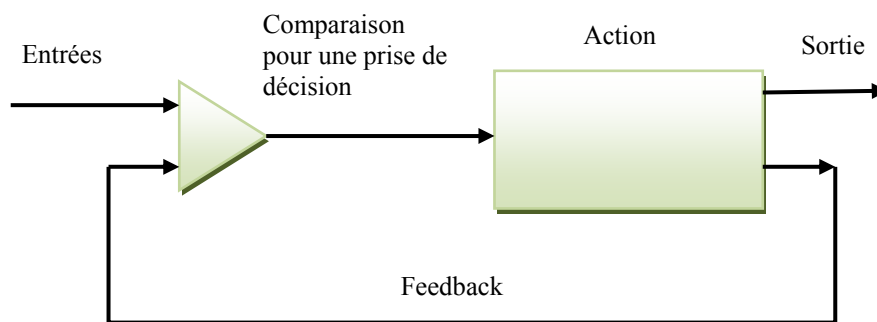 Entrées
Comparaison
pour une prise de
décision
Action
Sortie
Feedback